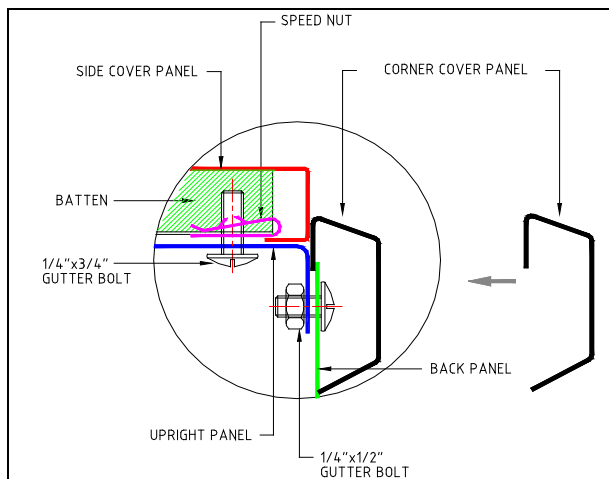 SPEED NUT
SIDE COVER PANEL
CORNER COVER PANEL
BATTEN
1/4"x3/4"
GUTTER BOLT
BACK PANEL
UPRIGHT PANEL
1/4"x1/2"
GUTTER BOLT